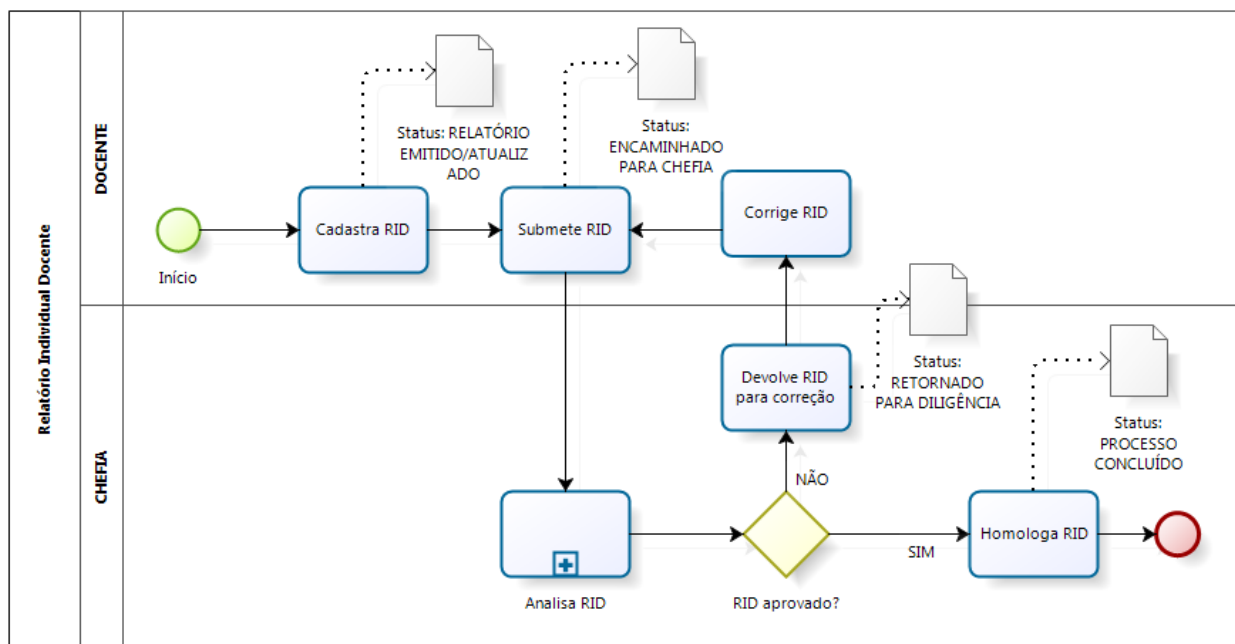 Relatório Individual Docente
DOCENTE
Início
Cadastra RID
Status: RELATÓRIO
EMITIDO/ATUALIZ
ADO
Submete RID
Status:
ENCAMINHADO
PARA CHEFIA
Corrige RID
CHEFIA
Devolve RID
para correção
Status:
RETORNADO
PARA DILIGÊNCIA
Analisa RID
NÃO
RID aprovado?
SIM
Homologa RID
Status:
PROCESSO
CONCLUÍDO